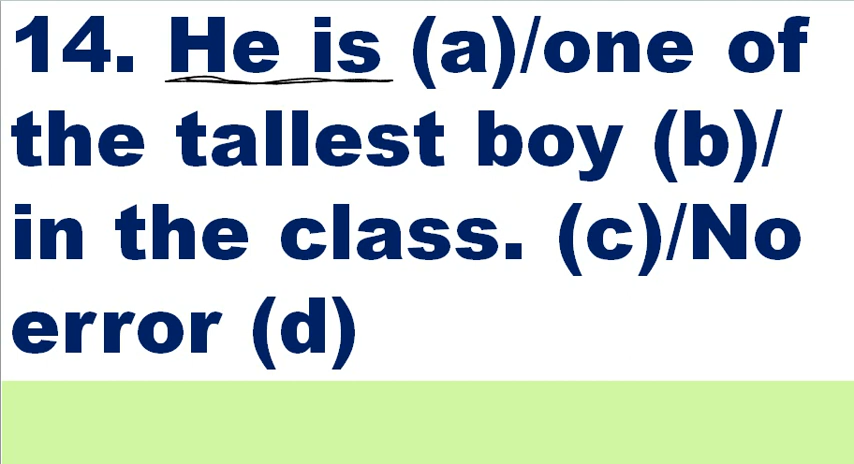 14. He is (a)/one of
the tallest boy (b)/
in the class. (c)/No
error (d)